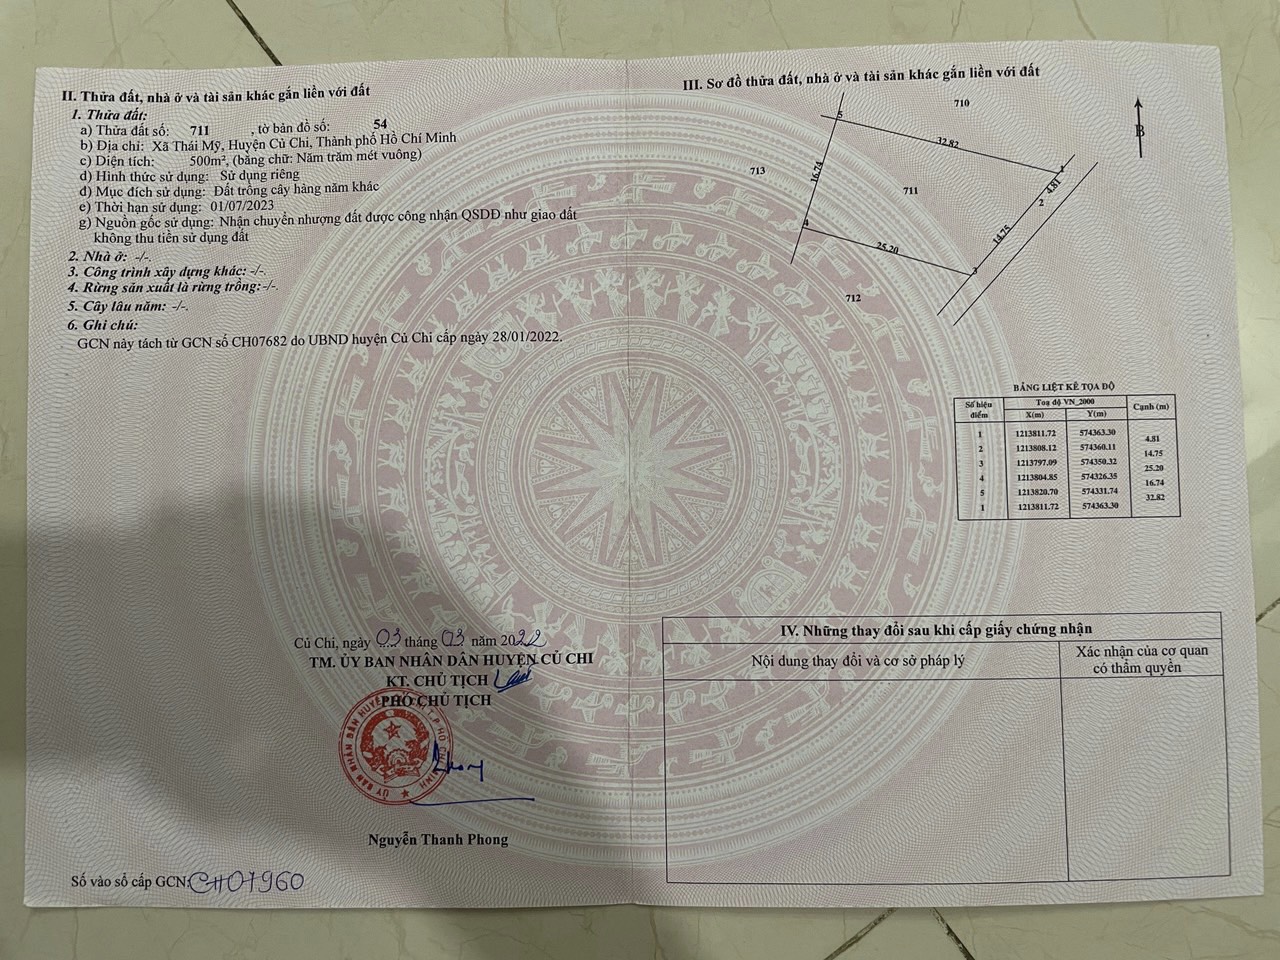 II. Thửa đất, nhà ở và tài sản khác gắn liền với đất
1. Thửa đất:
a) Thửa đất số: 711 , tờ bản đồ số: 54
b) Địa chỉ: Xã Thái Mỹ, Huyện Củ Chi, Thành phố Hồ Chí Minh
c) Diện tích: 500m², (bằng chữ: Năm trăm mét vuông)
d) Hình thức sử dụng: Sử dụng riêng
đ) Mục đích sử dụng: Đất trồng cây hàng năm khác
e) Thời hạn sử dụng: 01/07/2023
g) Nguồn gốc sử dụng: Nhận chuyển nhượng đất được công nhận QSDĐ như giao đất
không thu tiền sử dụng đất
2. Nhà ở: -/-.
3. Công trình xây dựng khác: -/-.
4. Rừng sản xuất là rừng trồng: -/-.
5. Cây lâu năm: -/-.
6. Ghi chú:
GCN này tách từ GCN số CH07682 do UBND huyện Củ Chi cấp ngày 28/01/2022.
Củ Chi, ngày 03 tháng 03 năm 2022
TM. ỦY BAN NHÂN DÂN HUYỆN CỦ CHI
KT. CHỦ TỊCH
PHÓ CHỦ TỊCH
Nguyễn Thanh Phong
Số vào sổ cấp GCN: CH07960
III. Sơ đồ thửa đất, nhà ở và tài sản khác gắn liền với đất
710
5
32.82
B
1
713
16.74
711
4.81
2
4
25.20
14.75
3
712
BẢNG LIỆT KÊ TỌA ĐỘ
Số hiệu điểm Toạ độ VN_2000 Cạnh (m)
X(m) Y(m)
1 1213811.72 574363.30
4.81
2 1213808.12 574360.11
14.75
3 1213797.09 574350.32
25.20
4 1213804.85 574326.35
16.74
5 1213820.70 574331.74
32.82
1 1213811.72 574363.30
IV. Những thay đổi sau khi cấp giấy chứng nhận
Nội dung thay đổi và cơ sở pháp lý
Xác nhận của cơ quan
có thẩm quyền